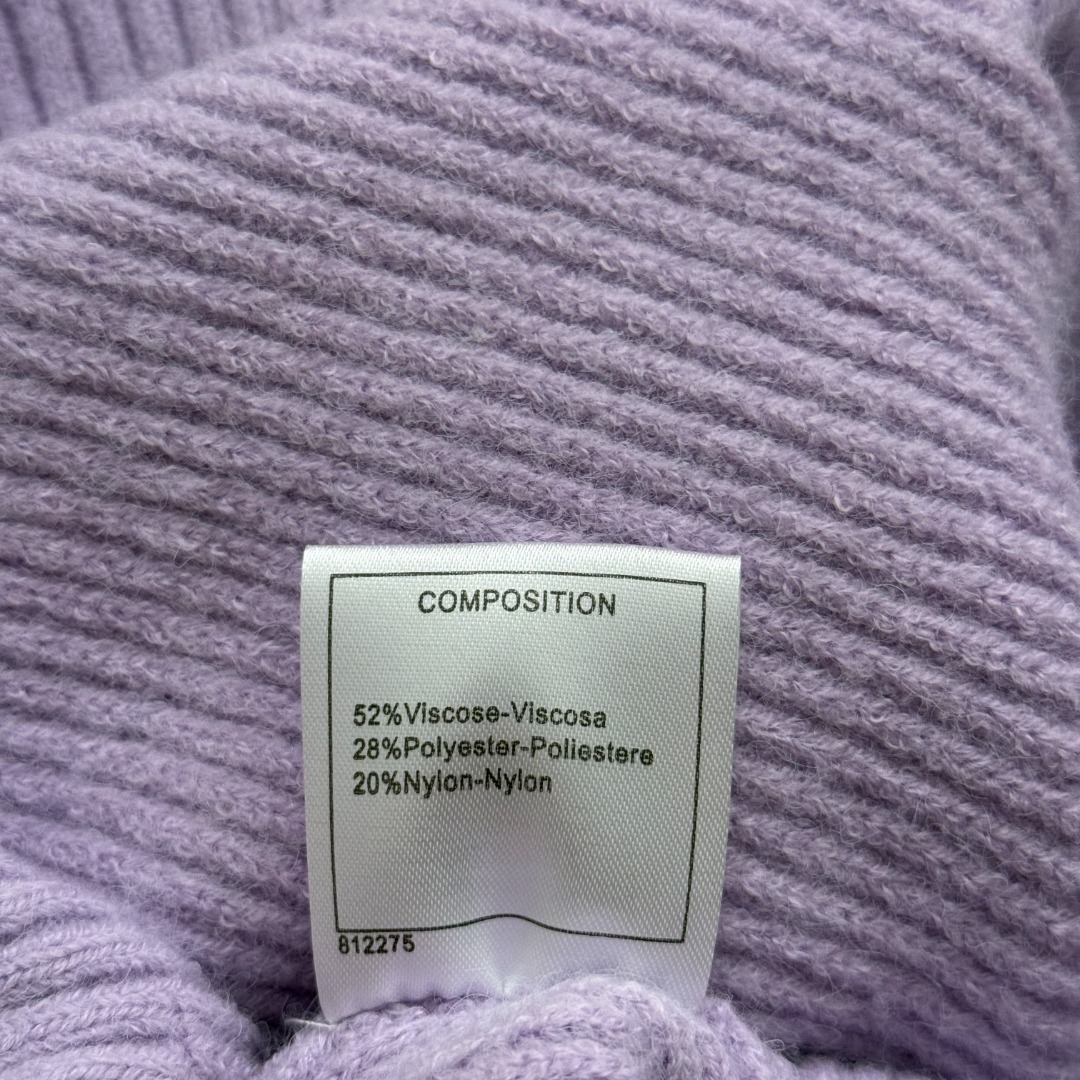 COMPOSITION
52%Viscose-Viscosa
28%Polyester-Poliestere
20%Nylon-Nylon
812275